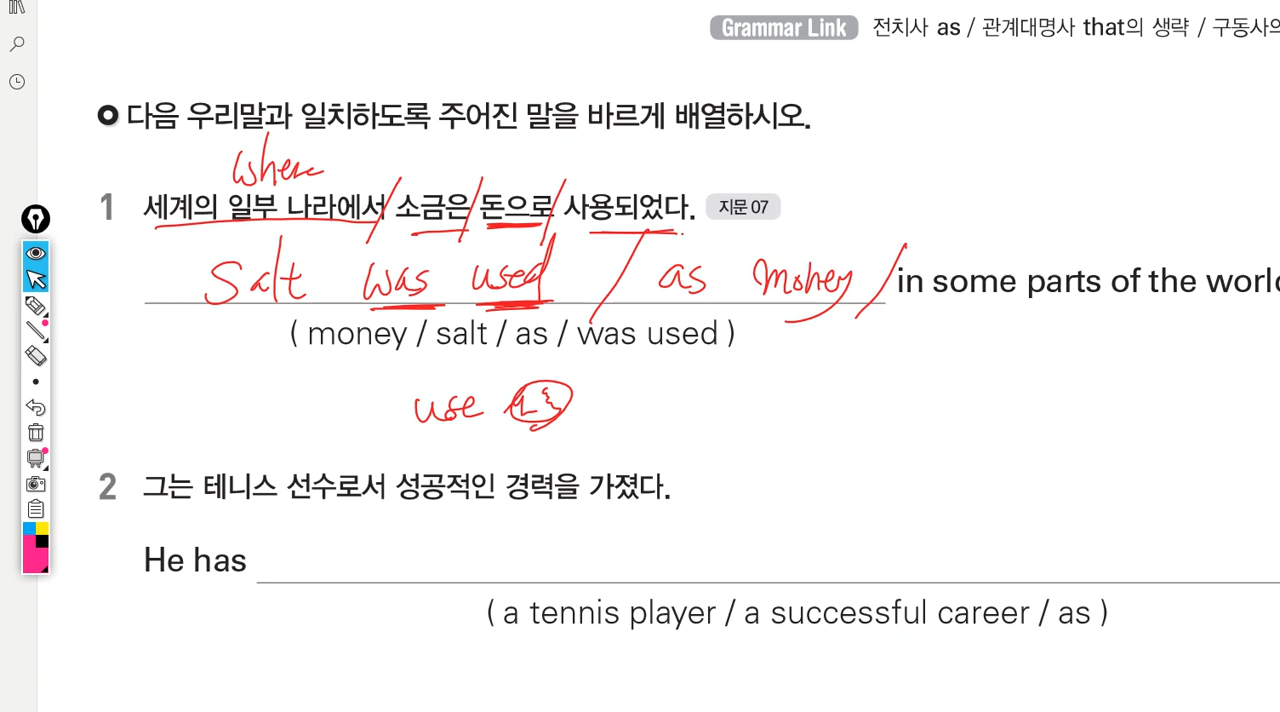 Grammar Link 전치사 as / 관계대명사 that의 생략 / 구동사의
다음 우리말과 일치하도록 주어진 말을 바르게 배열하시오.
where
1 세계의 일부 나라에서 / 소금은 / 돈으로 / 사용되었다. 지문 07
Salt was used / as money / in some parts of the world
( money / salt / as / was used )
use
2 그는 테니스 선수로서 성공적인 경력을 가졌다.
He has
( a tennis player / a successful career / as )